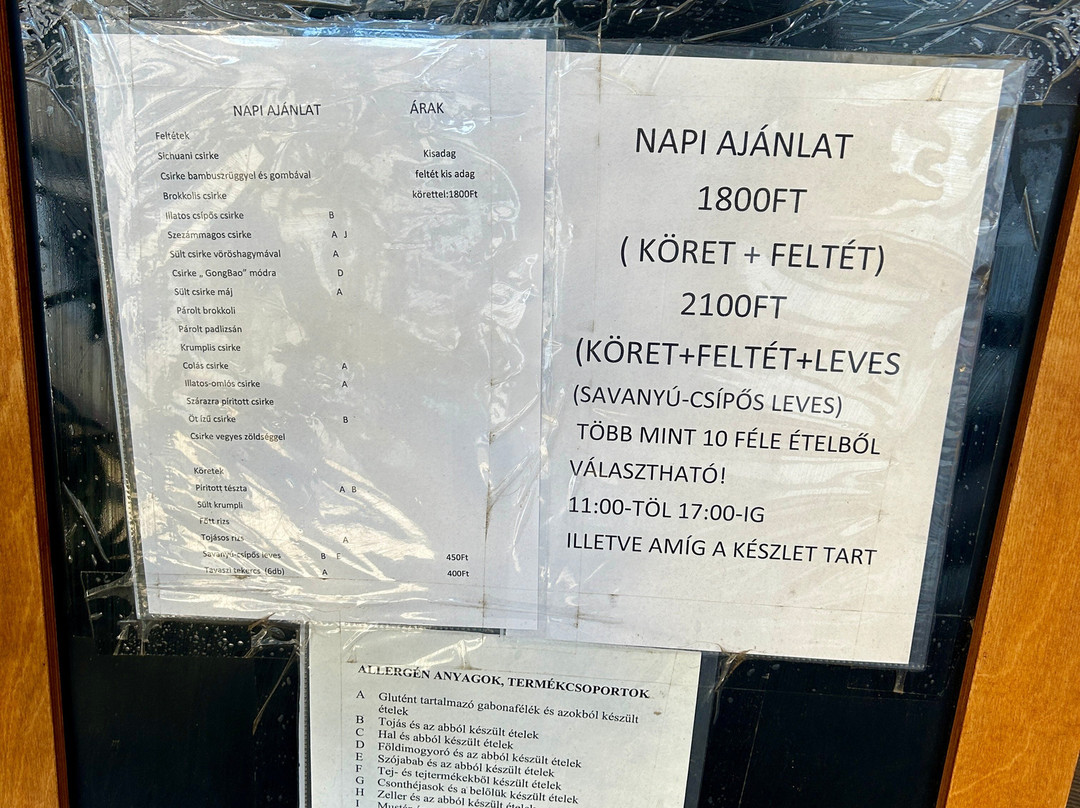 NAPI AJÁNLAT ÁRAK
Feltétek
Sichuani csirke Kisadag
Csirke bambuszrüggyel és gombával feltét kis adag
Brokkolis csirke körettel:1800Ft
Illatos csípős csirke B
Szezámmagos csirke A J
Sült csirke vöröshagymával A
Csirke „ GongBao” módra D
Sült csirke máj A
Párolt brokkoli
Párolt padlizsán
Krumplis csirke
Colás csirke A
Illatos-omlós csirke A
Szárazra pirított csirke
Öt ízű csirke B
Csirke vegyes zöldséggel
Köretek
Pirított tészta A B
Sült krumpli
Főtt rizs
Tojásos rizs A
Savanyú-csípős leves B E 450Ft
Tavaszi tekercs (6db) A 400Ft
NAPI AJÁNLAT
1800FT
( KÖRET + FELTÉT)
2100FT
(KÖRET+FELTÉT+LEVES
(SAVANYÚ-CSÍPŐS LEVES)
TÖBB MINT 10 FÉLE ÉTELBŐL
VÁLASZTHATÓ!
11:00-TÖL 17:00-IG
ILLETVE AMÍG A KÉSZLET TART
ALLERGÉN ANYAGOK, TERMÉKCSOPORTOK
A Glutént tartalmazó gabonafélék és azokból készült
ételek
B Tojás és az abból készült ételek
C Hal és abból készült ételek
D Földimogyoró és az abból készült ételek
E Szójabab és az abból készült ételek
F Tej- és tejtermékekből készült ételek
G Csonthéjasok és a belőlük készült ételek
H Zeller és az abból készült ételek
I